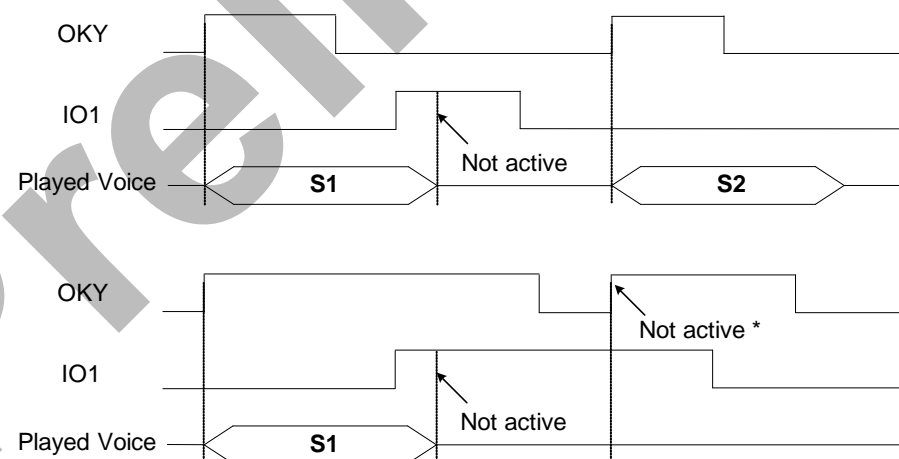 OKY
IO1
Not active
Played Voice S1 S2
OKY
Not active *
IO1
Not active
Played Voice S1